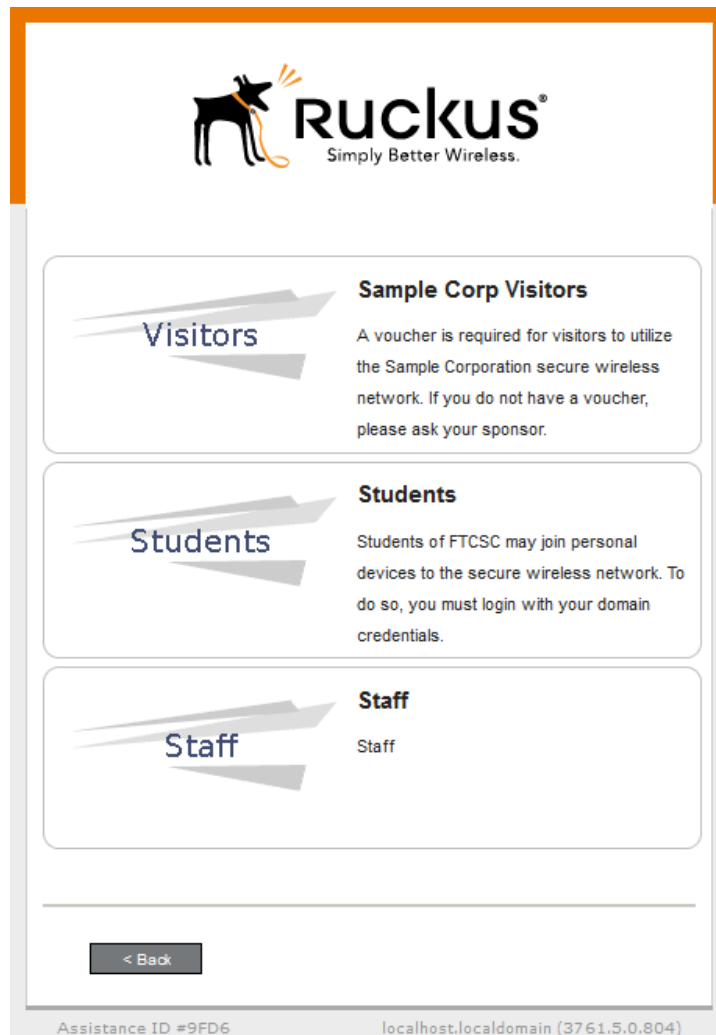 Ruckus®
Simply Better Wireless.
Visitors
Sample Corp Visitors
A voucher is required for visitors to utilize
the Sample Corporation secure wireless
network. If you do not have a voucher,
please ask your sponsor.
Students
Students
Students of FTCSC may join personal
devices to the secure wireless network. To
do so, you must login with your domain
credentials.
Staff
Staff
Staff
< Back
Assistance ID #9FD6
localhost.localdomain (3761.5.0.804)